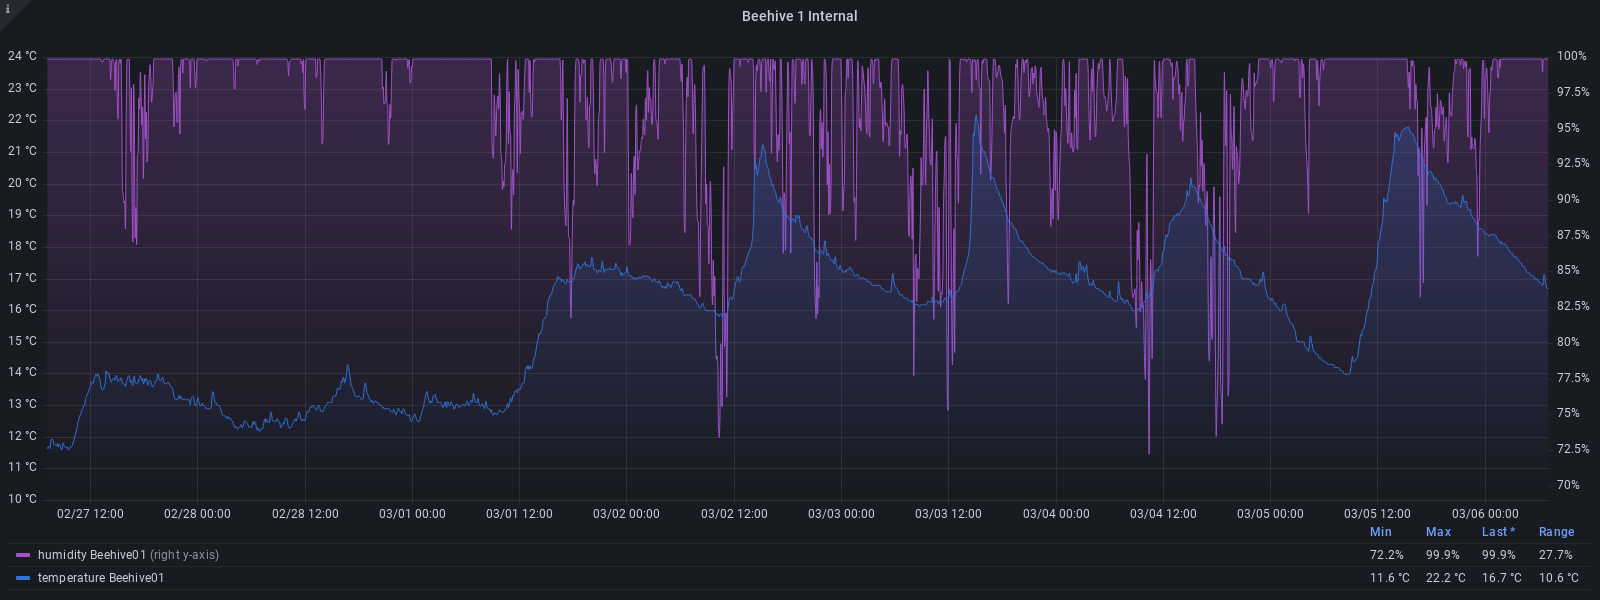 i
Beehive 1 Internal
24 °C 100%
23 °C 97.5%
22 °C 95%
21 °C 92.5%
20 °C 90%
19 °C 87.5%
18 °C 85%
17 °C 82.5%
16 °C 80%
15 °C 77.5%
14 °C 75%
13 °C 72.5%
12 °C 70%
11 °C
10 °C
02/27 12:00 02/28 00:00 02/28 12:00 03/01 00:00 03/01 12:00 03/02 00:00 03/02 12:00 03/03 00:00 03/03 12:00 03/04 00:00 03/04 12:00 03/05 00:00 03/05 12:00 03/06 00:00
Min Max Last * Range
humidity Beehive01 (right y-axis) 72.2% 99.9% 99.9% 27.7%
temperature Beehive01 11.6 °C 22.2 °C 16.7 °C 10.6 °C